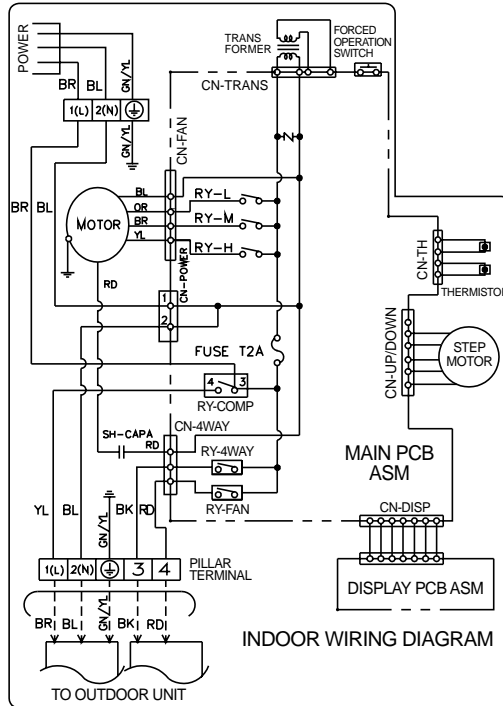 POWER
TRANS
FORMER
FORCED
OPERATION
SWITCH
CN-TRANS
BR
BL
GN/YL
1(L)
2(N)
GN/YL
CN-FAN
BR
BL
MOTOR
BL
OR
BR
YL
RY-L
RY-M
RY-H
RD
CN-POWER
1
2
CN-TH
THERMISTOR
CN-UP/DOWN
STEP
MOTOR
FUSE T2A
4
3
RY-COMP
CN-4WAY
SH-CAPA
RD
RY-4WAY
RY-FAN
MAIN PCB
ASM
CN-DISP
YL
BL
GN/YL
BK
RD
1(L)
2(N)
3
4
PILLAR
TERMINAL
DISPLAY PCB ASM
BR
BL
GN/YL
BK
RD
INDOOR WIRING DIAGRAM
TO OUTDOOR UNIT